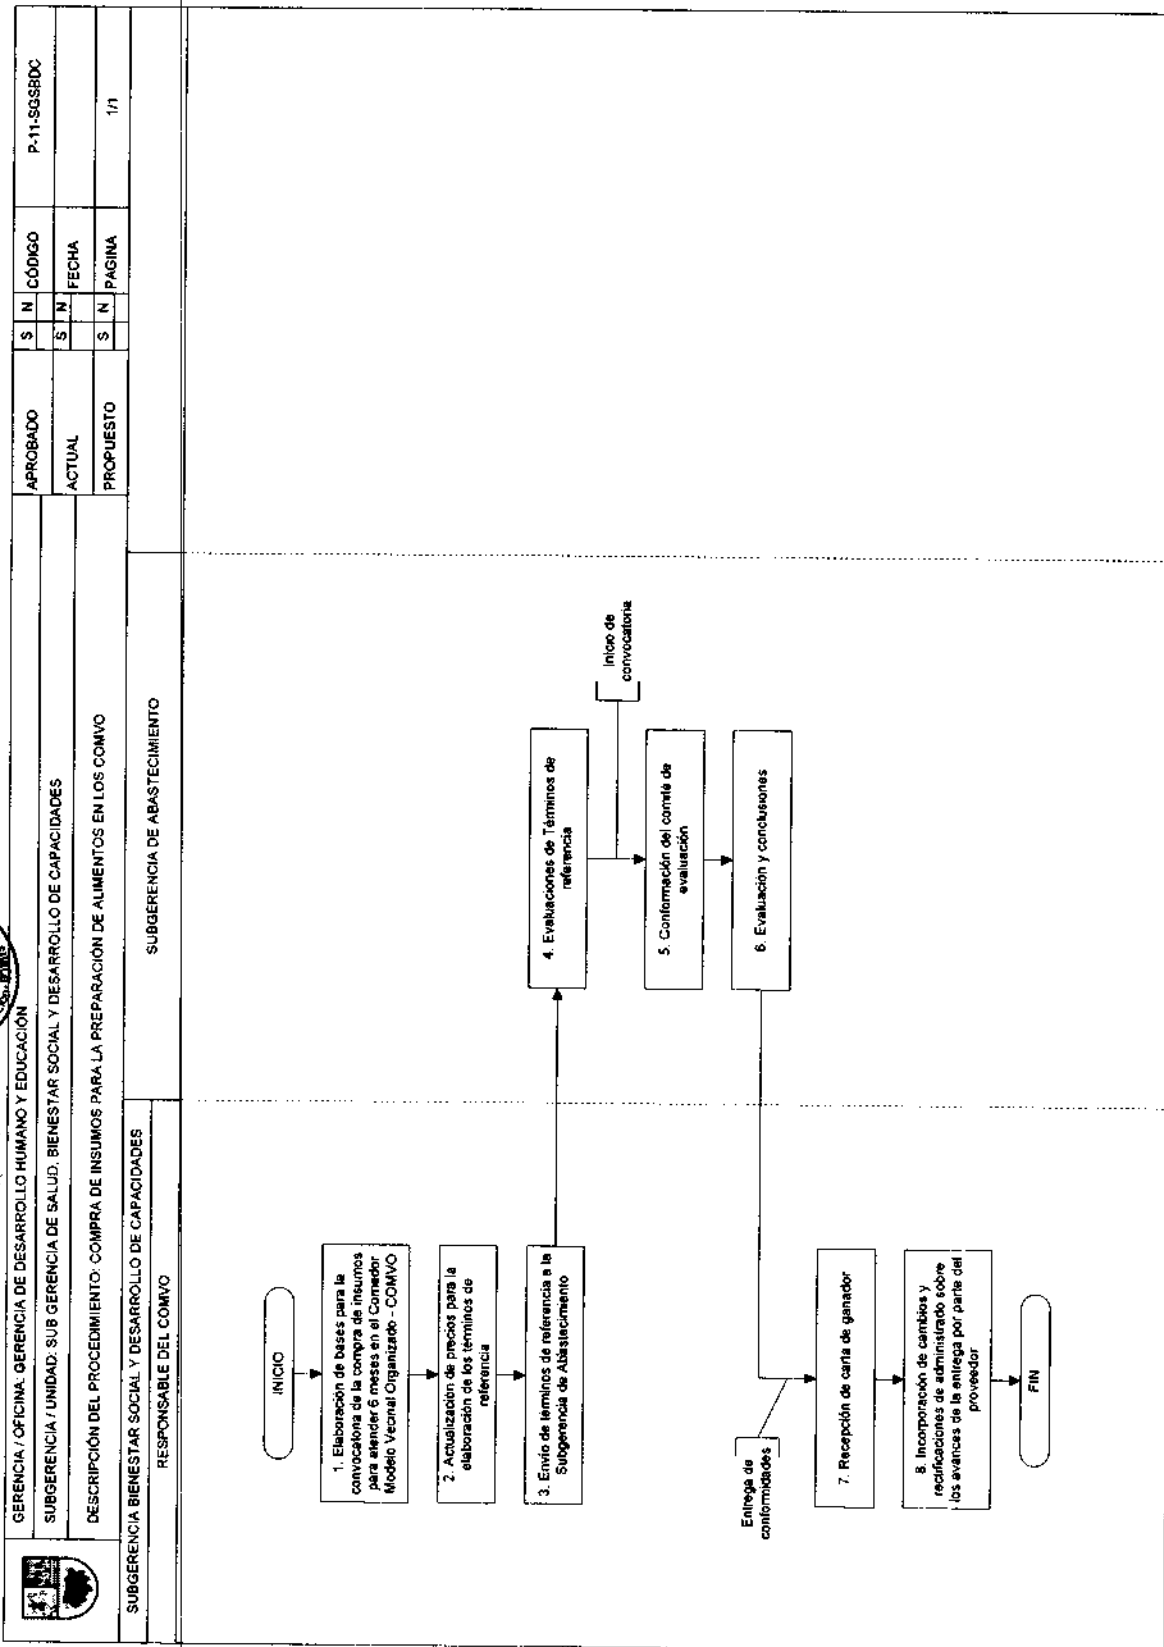 GERENCIA / OFICINA: GERENCIA DE DESARROLLO HUMANO Y EDUCACIÓN
APROBADO
S N
CÓDIGO
P-11-SGSBDC
SUBGERENCIA / UNIDAD: SUB GERENCIA DE SALUD, BIENESTAR SOCIAL Y DESARROLLO DE CAPACIDADES
ACTUAL
S N
FECHA
DESCRIPCIÓN DEL PROCEDIMIENTO: COMPRA DE INSUMOS PARA LA PREPARACIÓN DE ALIMENTOS EN LOS COMVO
PROPUESTO
S N
PAGINA
1/1
SUBGERENCIA BIENESTAR SOCIAL Y DESARROLLO DE CAPACIDADES
RESPONSABLE DEL COMVO
SUBGERENCIA DE ABASTECIMIENTO
INICIO
1. Elaboración de bases para la
convocatoria de la compra de insumos
para atender 6 meses en el Comedor
Modelo Vecinal Organizado - COMVO
2. Actualización de precios para la
elaboración de los términos de
referencia
3. Envío de terminos de referencia a la
Subgerencia de Abastecimiento
4. Evaluaciones de Términos de
referencia
Inicio de
convocatoria
5. Conformación del comité de
evaluación
6. Evaluación y conclusiones
Entrega de
conformidades
7. Recepción de carta de ganador
8. Incorporación de cambios y
rectificaciones de administrado sobre
los avances de la entrega por parte del
proveedor
FIN